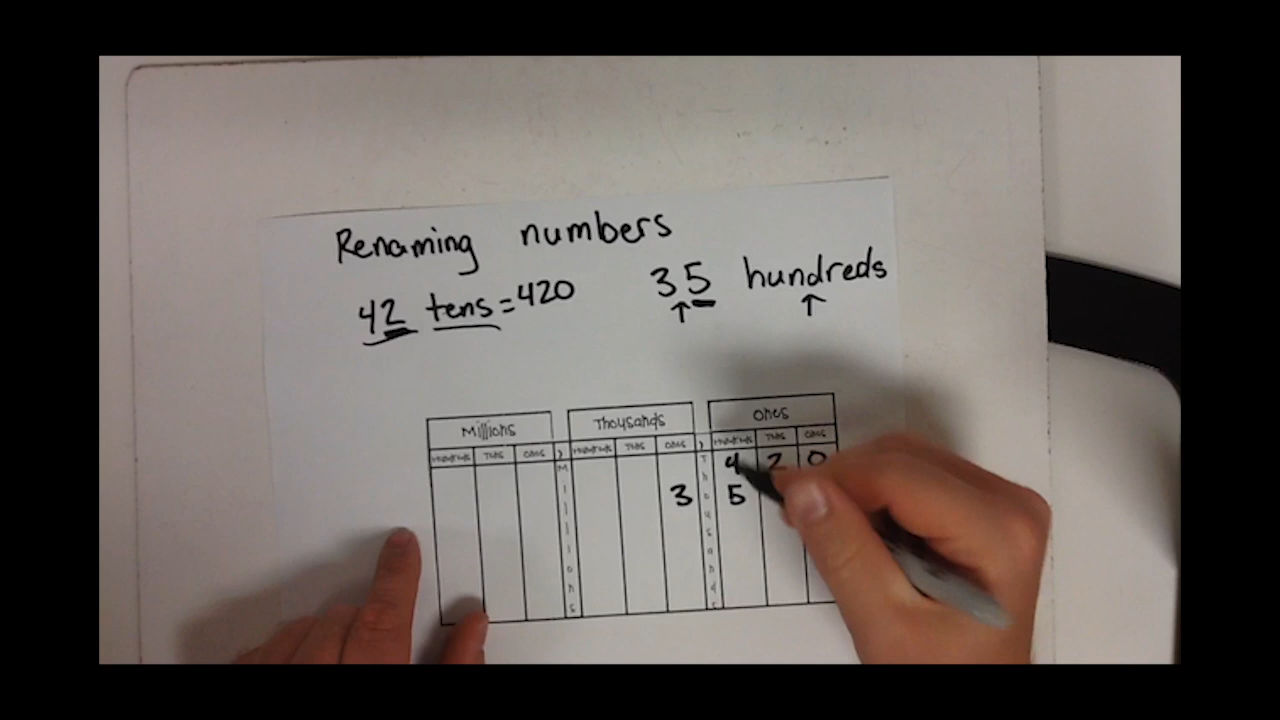 Renaming numbers
42 tens = 420
35 hundreds
Millions Thousands Ones
Hundreds Tens Ones , Hundreds Tens Ones , Hundreds Tens Ones
Millions
Thousands
4 2 0
3 5